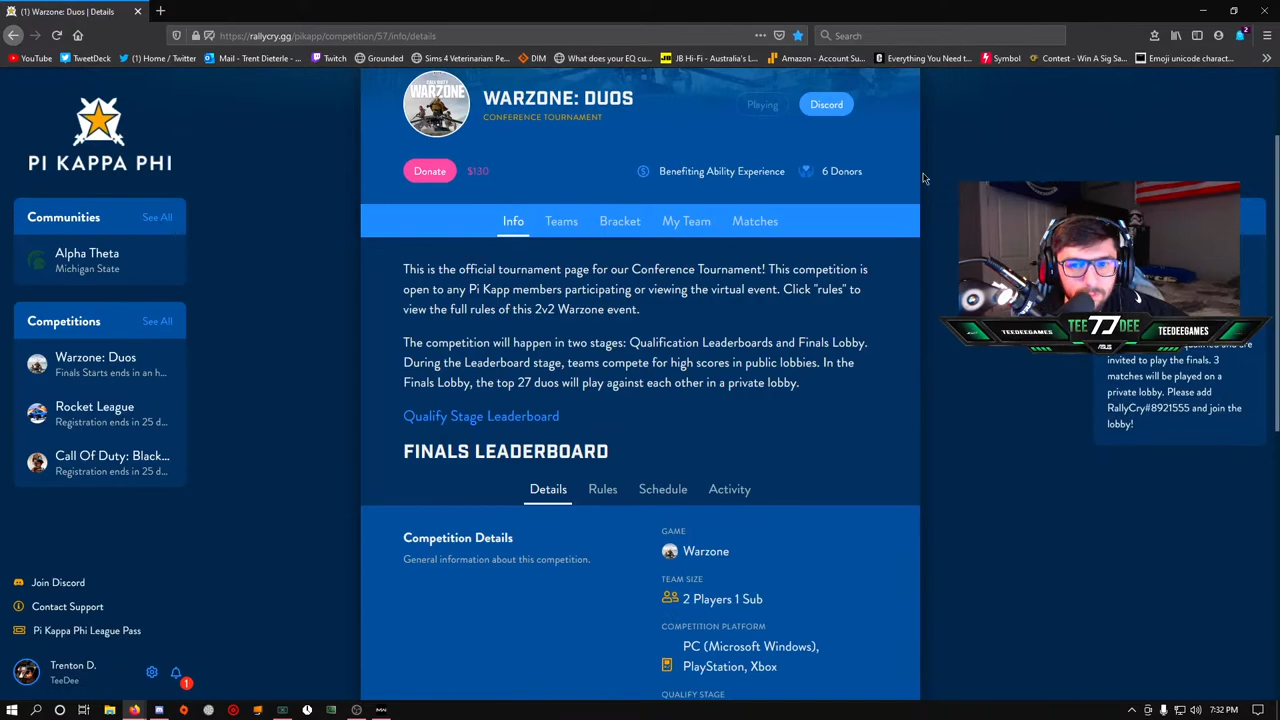 (1) Warzone: Duos | Details
https://rallycry.gg/pikapp/competition/57/info/details
Search
YouTube
TweetDeck
(1) Home / Twitter
Mail - Trent Dieterle - ...
Twitch
Grounded
Sims 4 Veterinarian: Pe...
DIM
What does your EQ cu...
JB Hi-Fi - Australia's L...
Amazon - Account Su...
Everything You Need t...
Symbol
Contest - Win A Sig Sa...
Emoji unicode charact...
PI KAPPA PHI
Communities
See All
Alpha Theta
Michigan State
Competitions
See All
Warzone: Duos
Finals Starts ends in an h...
Rocket League
Registration ends in 25 d...
Call Of Duty: Black...
Registration ends in 25 d...
Join Discord
Contact Support
Pi Kappa Phi League Pass
Trenton D.
TeeDee
1
WARZONE
WARZONE: DUOS
CONFERENCE TOURNAMENT
Playing
Discord
Donate
$130
Benefiting Ability Experience
6 Donors
Info
Teams
Bracket
My Team
Matches
This is the official tournament page for our Conference Tournament! This competition is
open to any Pi Kapp members participating or viewing the virtual event. Click "rules" to
view the full rules of this 2v2 Warzone event.
The competition will happen in two stages: Qualification Leaderboards and Finals Lobby.
During the Leaderboard stage, teams compete for high scores in public lobbies. In the
Finals Lobby, the top 27 duos will play against each other in a private lobby.
Qualify Stage Leaderboard
FINALS LEADERBOARD
Details
Rules
Schedule
Activity
Competition Details
General information about this competition.
GAME
Warzone
TEAM SIZE
2 Players 1 Sub
COMPETITION PLATFORM
PC (Microsoft Windows),
PlayStation, Xbox
QUALIFY STAGE
TEEDEEGAMES
TEE DEE
TEEDEEGAMES
ASUS
invited to play the finals. 3
matches will be played on a
private lobby. Please add
RallyCry#8921555 and join the
lobby!
7:32 PM